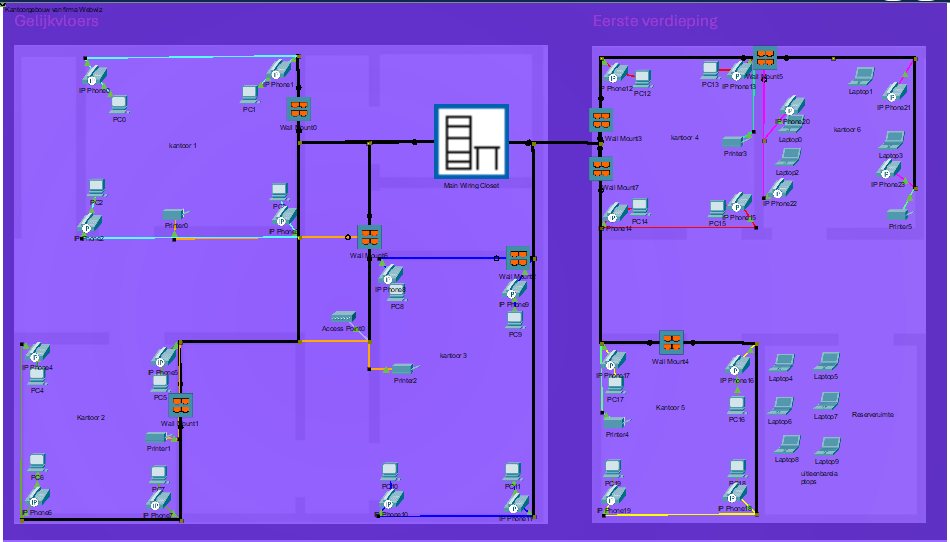 Kantoorgebouw van firma Webwiz
Gelijkvloers
Eerste verdieping
IP Phone0
PC0
IP Phone1
PC1
Wall Mount0
kantoor 1
Main Wiring Closet
PC2
IP Phone2
Printer0
IP Phone
Wall Mount6
Wall Mount
IP Phone8
PC8
IP Phone9
PC9
Access Point0
kantoor 3
Printer2
IP Phone4
PC4
IP Phone5
PC5
Wall Mount1
Kantoor 2
Printer1
PC6
IP Phone6
PC7
IP Phone7
PC10
IP Phone10
PC11
IP Phone11
IP Phone12
PC12
PC13
IP Phone13
Wall Mount5
Laptop1
IP Phone21
Wall Mount3
kantoor 4
Printer3
IP Phone20
Laptop0
kantoor 6
Laptop3
Laptop2
IP Phone23
Wall Mount7
IP Phone22
PC14
IP Phone14
PC15
IP Phone15
Printer5
Wall Mount4
IP Phone17
PC17
Printer4
IP Phone16
PC16
Kantoor 5
Laptop4
Laptop5
Laptop6
Laptop7
Reserveruimte
Laptop8
Laptop9
uitleenbarela
ptops
PC19
IP Phone19
PC18
IP Phone18